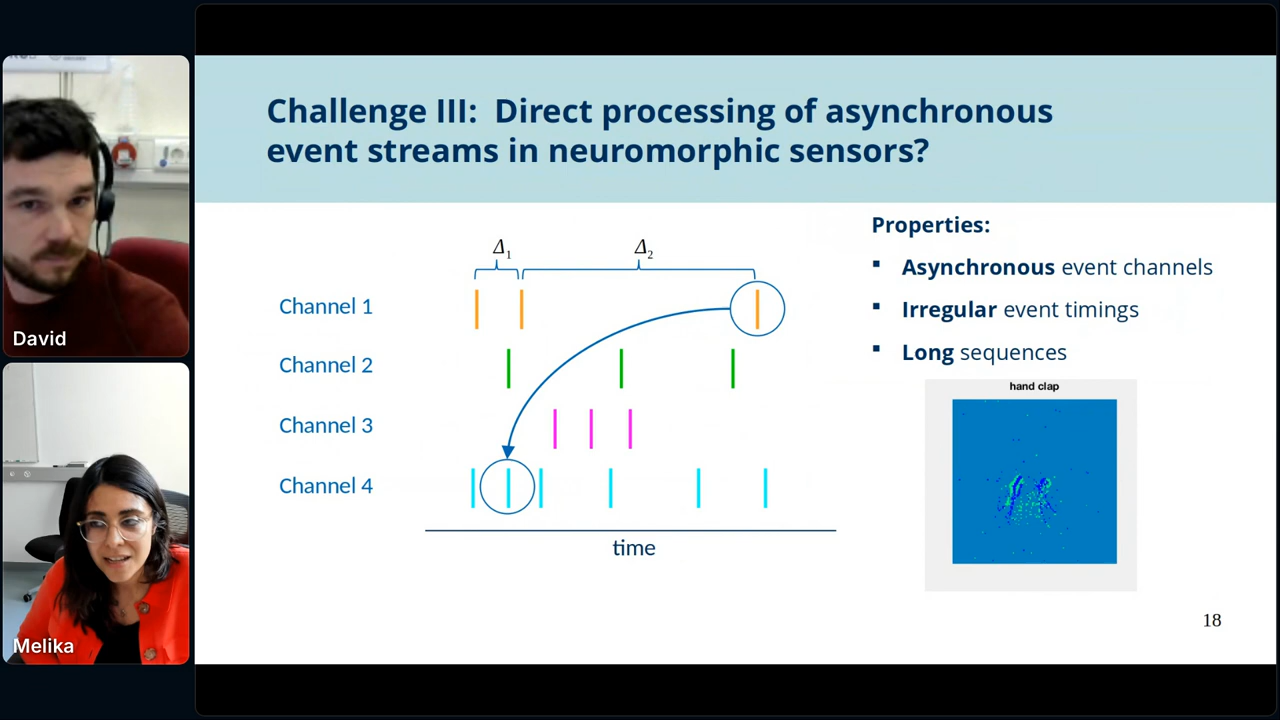 Challenge III:  Direct processing of asynchronous
event streams in neuromorphic sensors?
Δ1
Δ2
Channel 1
Channel 2
Channel 3
Channel 4
time
Properties:
▪ Asynchronous event channels
▪ Irregular event timings
▪ Long sequences
hand clap
18
David
Melika